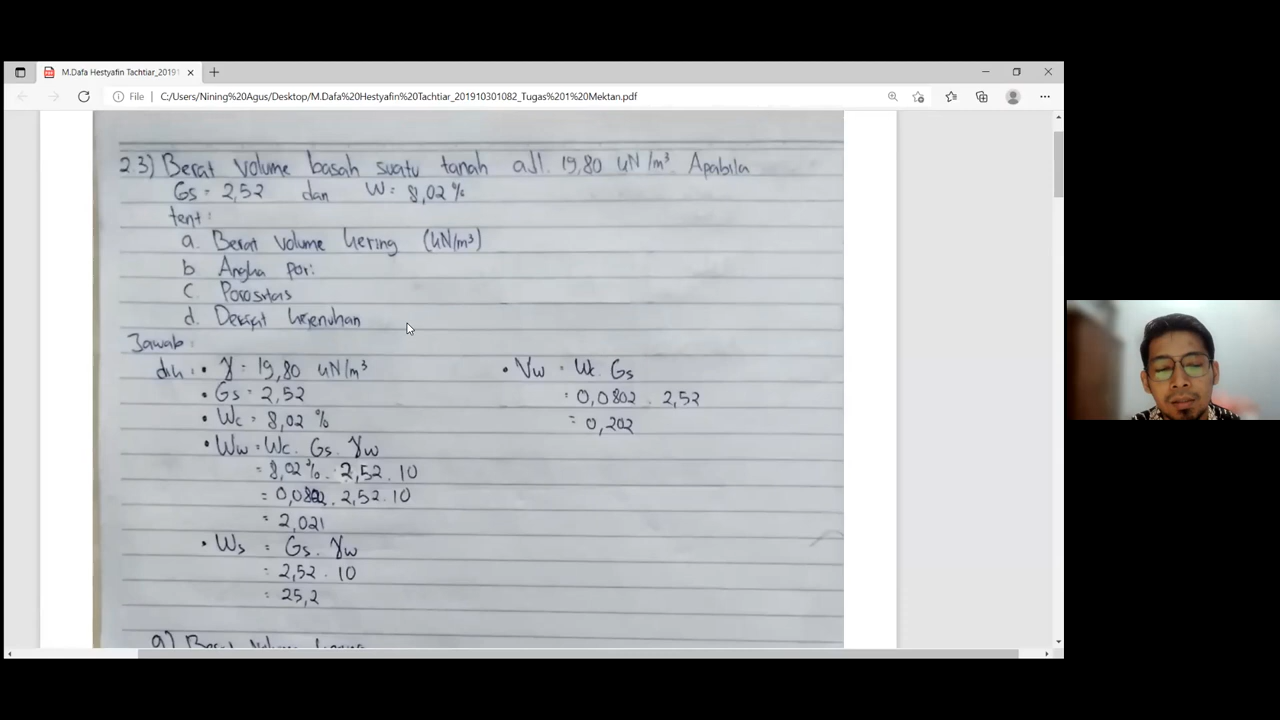 M.Dafa Hestyafin Tachtiar_20191
File
C:/Users/Nining%20Agus/Desktop/M.Dafa%20Hestyafin%20Tachtiar_201910301082_Tugas%201%20Mektan.pdf
2.3) Berat volume basah suatu tanah adl. 19,80 kN/m³. Apabila
Gs = 2,52 dan W = 8,02 %
tent :
a. Berat volume kering (kN/m³)
b Angka pori
c. Porositas
d. Derajat kejenuhan
Jawab :
dik : • γ = 19,80 kN/m³
• Gs = 2,52
• Wc = 8,02 %
• Ww = Wc. Gs. γw
= 8,02 % . 2,52 . 10
= 0,0802 . 2,52 . 10
= 2,021
• Ws = Gs. γw
= 2,52 . 10
= 25,2
• Vw = Wc. Gs
= 0,0802 . 2,52
= 0,202